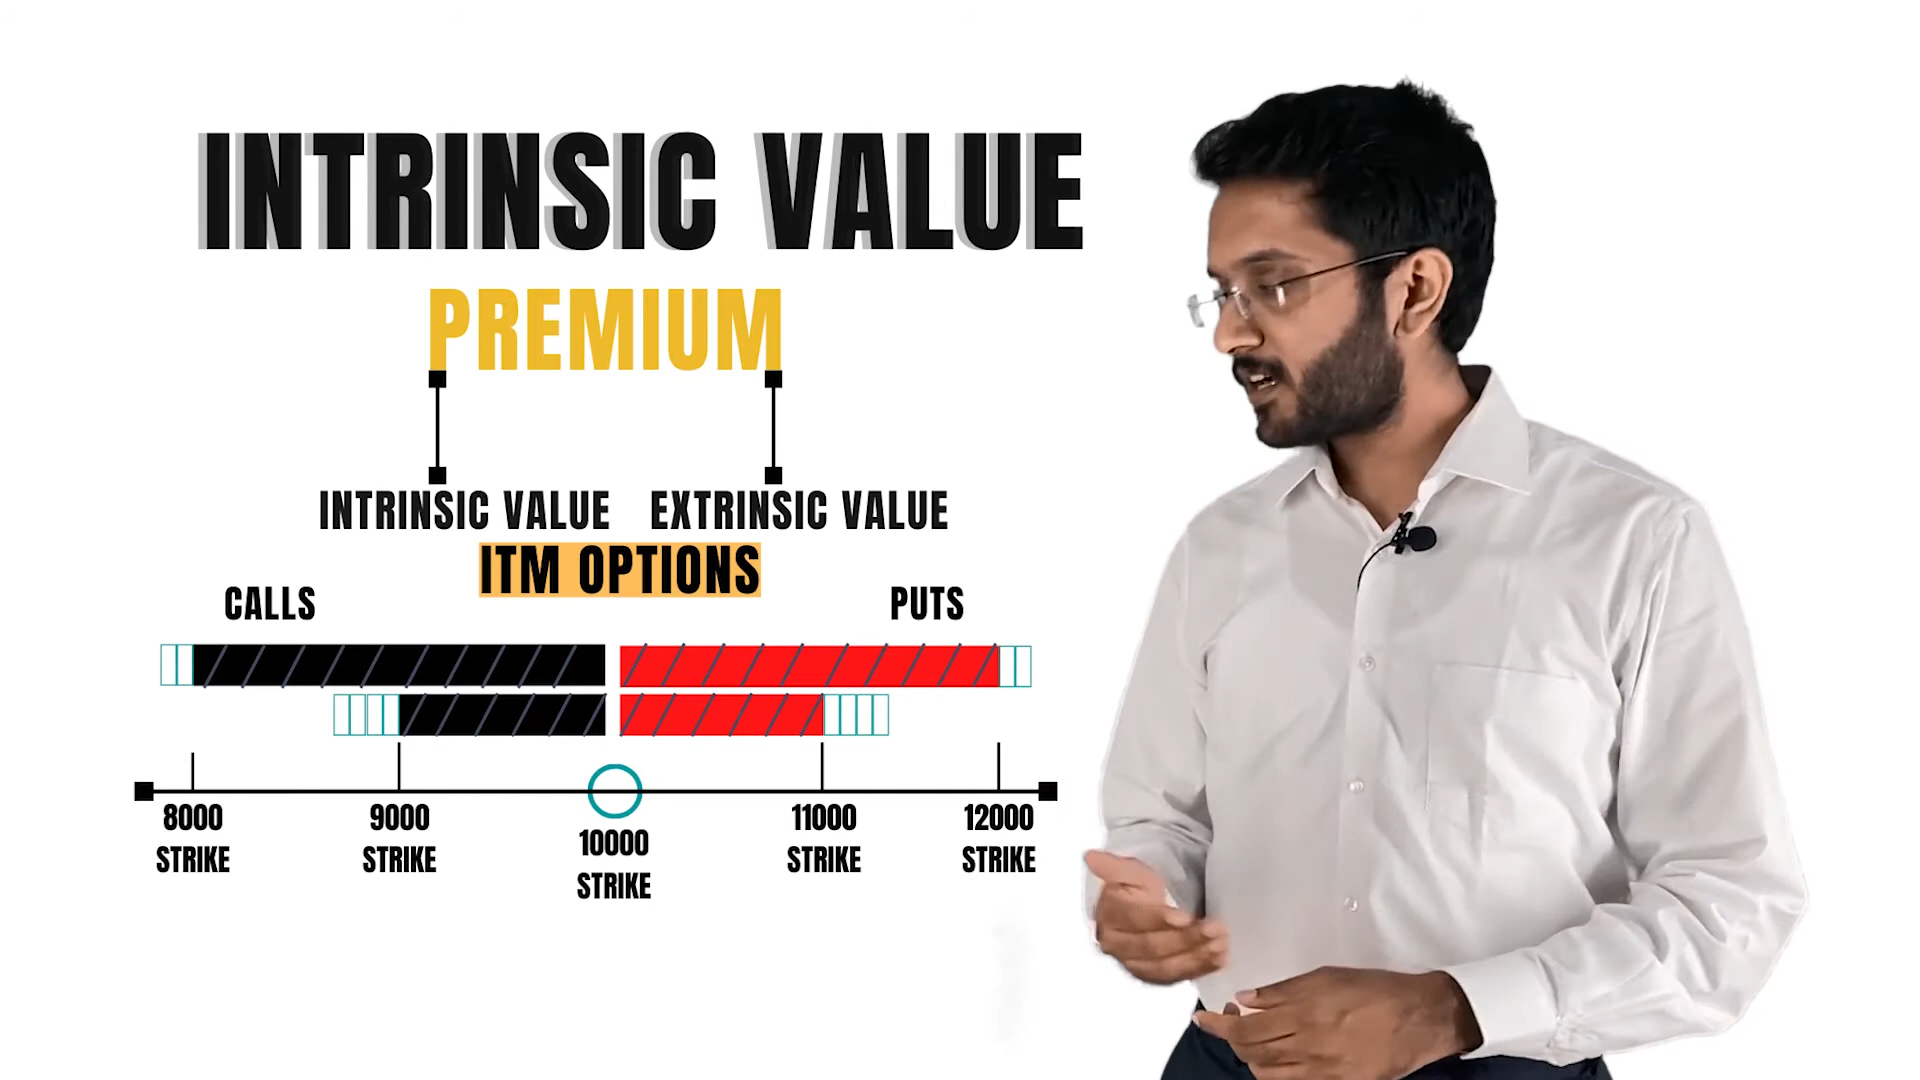 INTRINSIC VALUE
PREMIUM
INTRINSIC VALUE EXTRINSIC VALUE
ITM OPTIONS
CALLS PUTS
8000 STRIKE
9000 STRIKE
10000 STRIKE
11000 STRIKE
12000 STRIKE